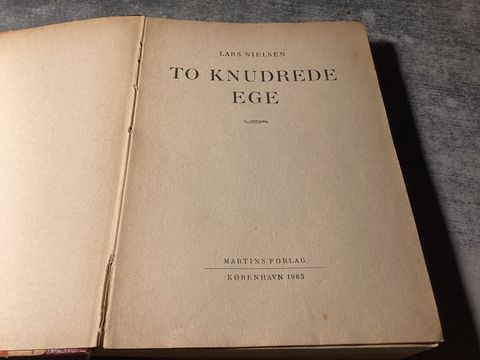 LARS NIELSEN
TO KNUDREDE
EGE
MARTINS FORLAG
KØBENHAVN 1963